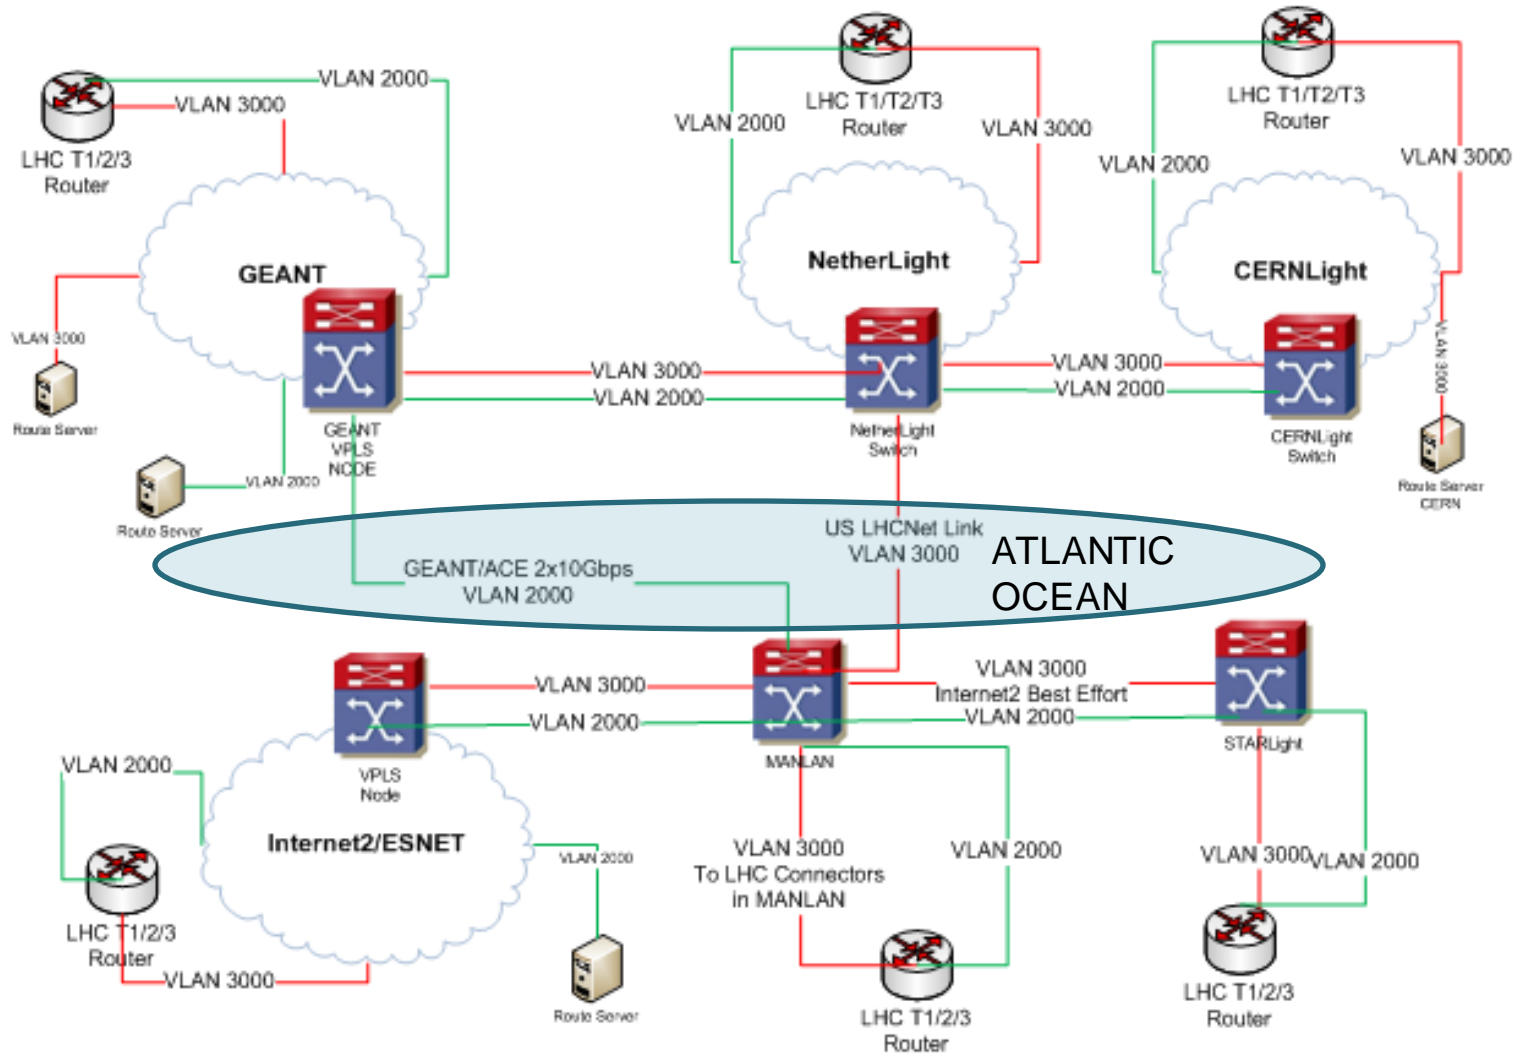 VLAN 2000
VLAN 3000
LHC T1/2/3
Router
GEANT
VLAN 3000
Route Server
VLAN 2000
Route Server
GEANT
VPLS
NODE
VLAN 3000
VLAN 2000
LHC T1/T2/T3
Router
VLAN 2000
VLAN 3000
NetherLight
NetherLight
Switch
VLAN 3000
VLAN 2000
LHC T1/T2/T3
Router
VLAN 2000
VLAN 3000
CERNLight
CERNLight
Switch
VLAN 3000
Route Server
CERN
GEANT/ACE 2x10Gbps
VLAN 2000
US LHCNet Link
VLAN 3000
ATLANTIC
OCEAN
VLAN 3000
VLAN 2000
VPLS
Node
MANLAN
VLAN 3000
Internet2 Best Effort
VLAN 2000
STARLight
VLAN 2000
Internet2/ESNET
LHC T1/2/3
Router
VLAN 3000
VLAN 2000
Route Server
VLAN 3000
To LHC Connectors
in MANLAN
VLAN 2000
LHC T1/2/3
Router
VLAN 3000
VLAN 2000
LHC T1/2/3
Router